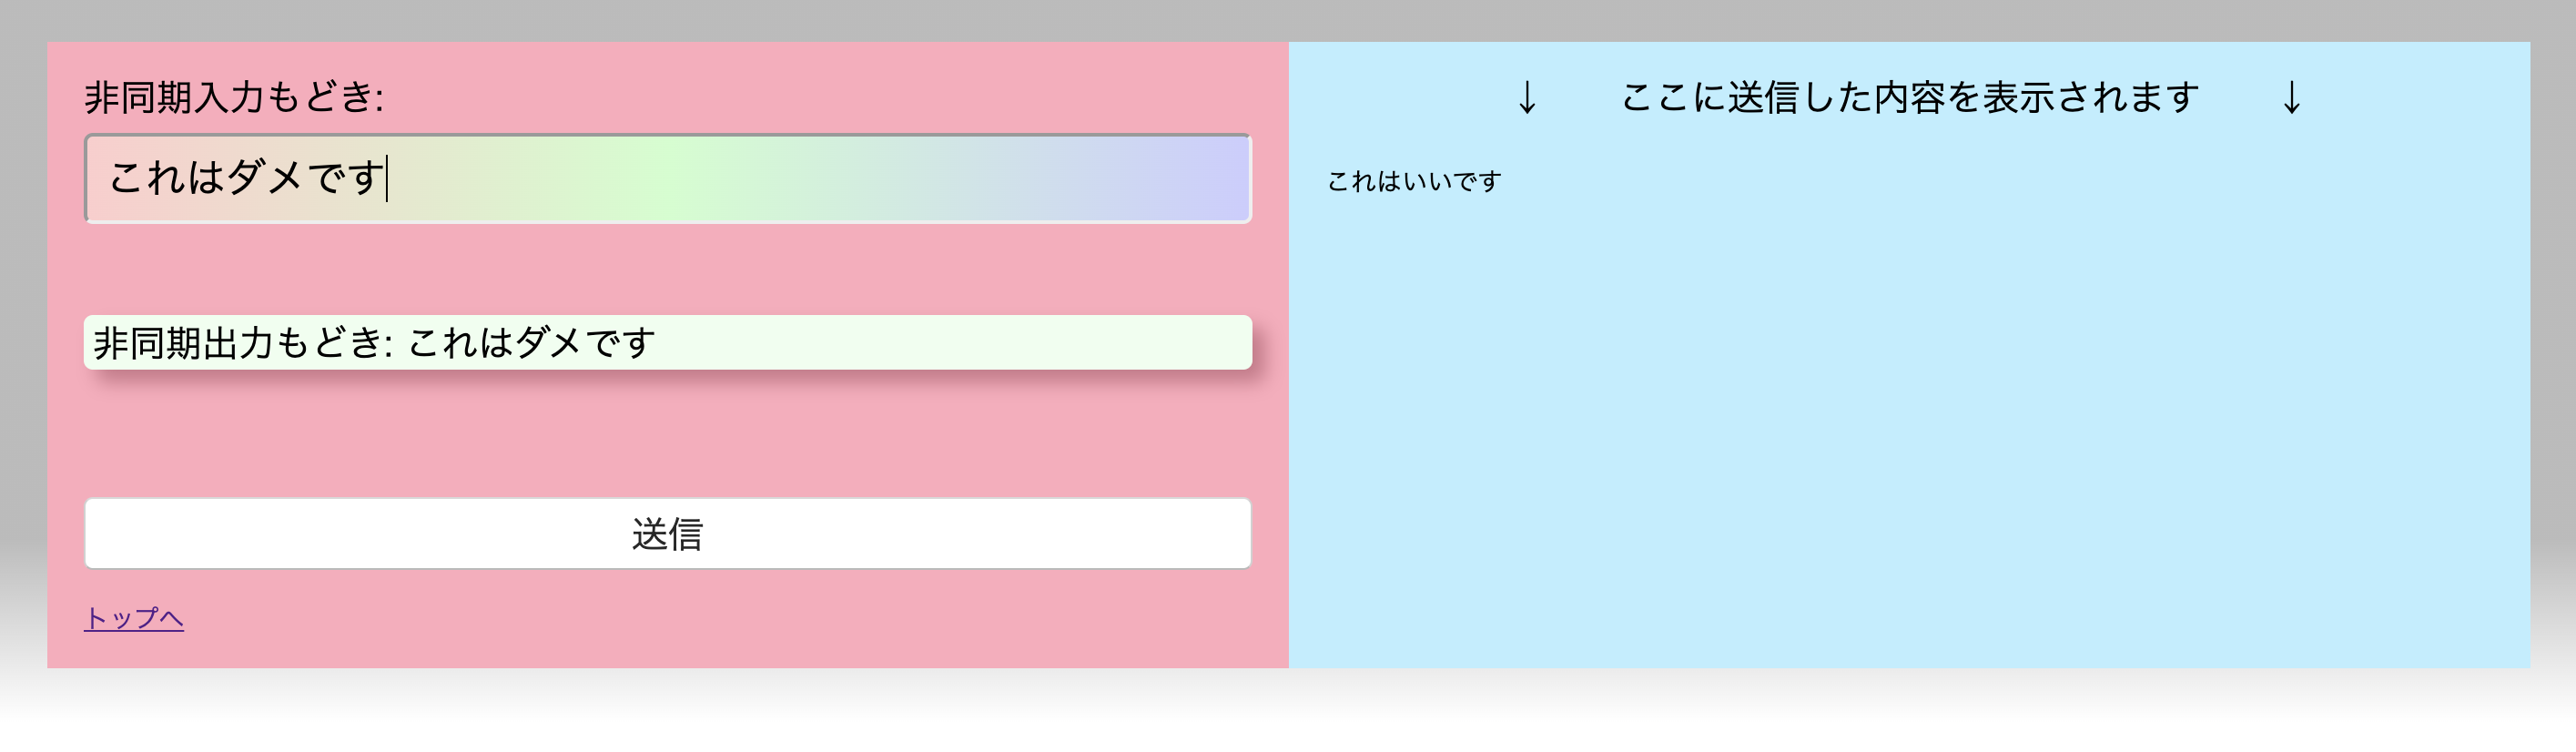 非同期入力もどき:
これはダメです
非同期出力もどき: これはダメです
送信
トップへ
↓　　ここに送信した内容を表示されます　　↓
これはいいです